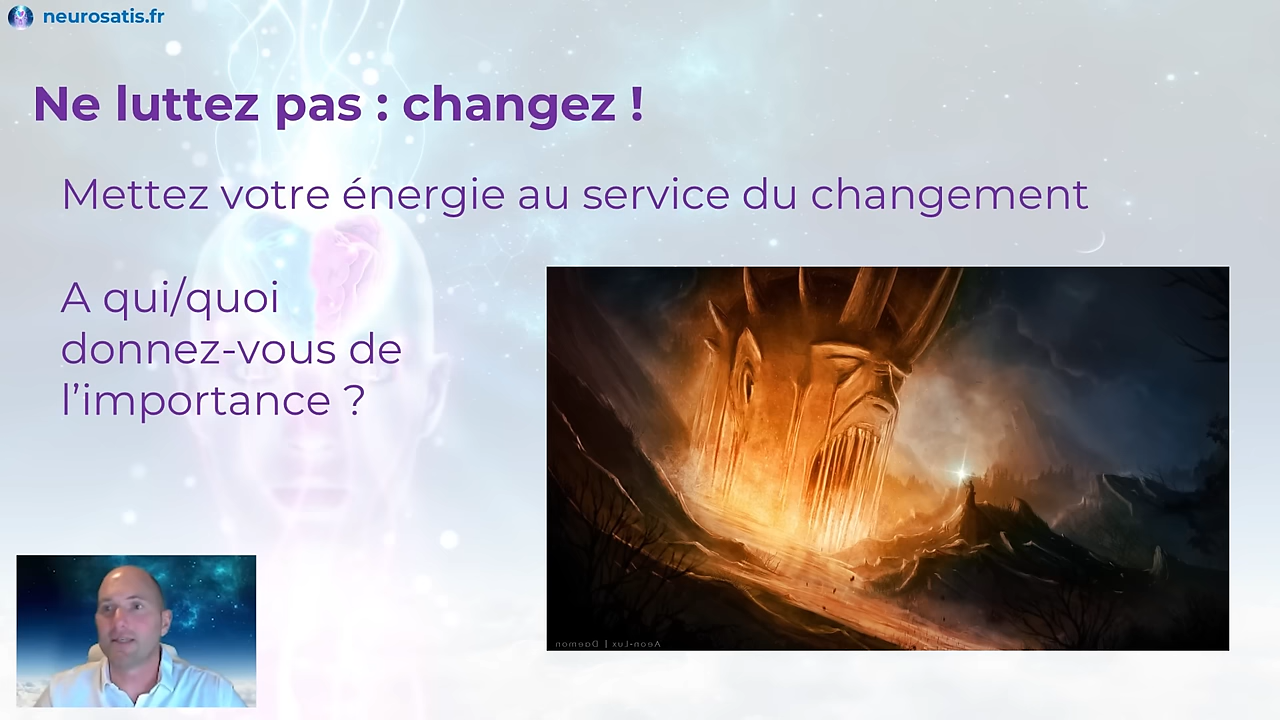 neurosatis.fr
Ne luttez pas : changez !
Mettez votre énergie au service du changement
A qui/quoi
donnez-vous de
l’importance ?
Aeon-Lux | Daemon